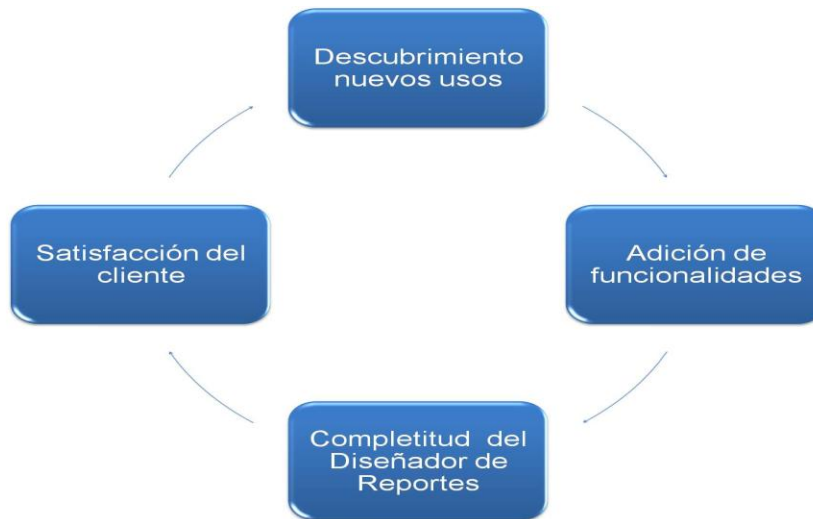 Descubrimiento
nuevos usos
Adición de
funcionalidades
Completitud del
Diseñador de
Reportes
Satisfacción del
cliente